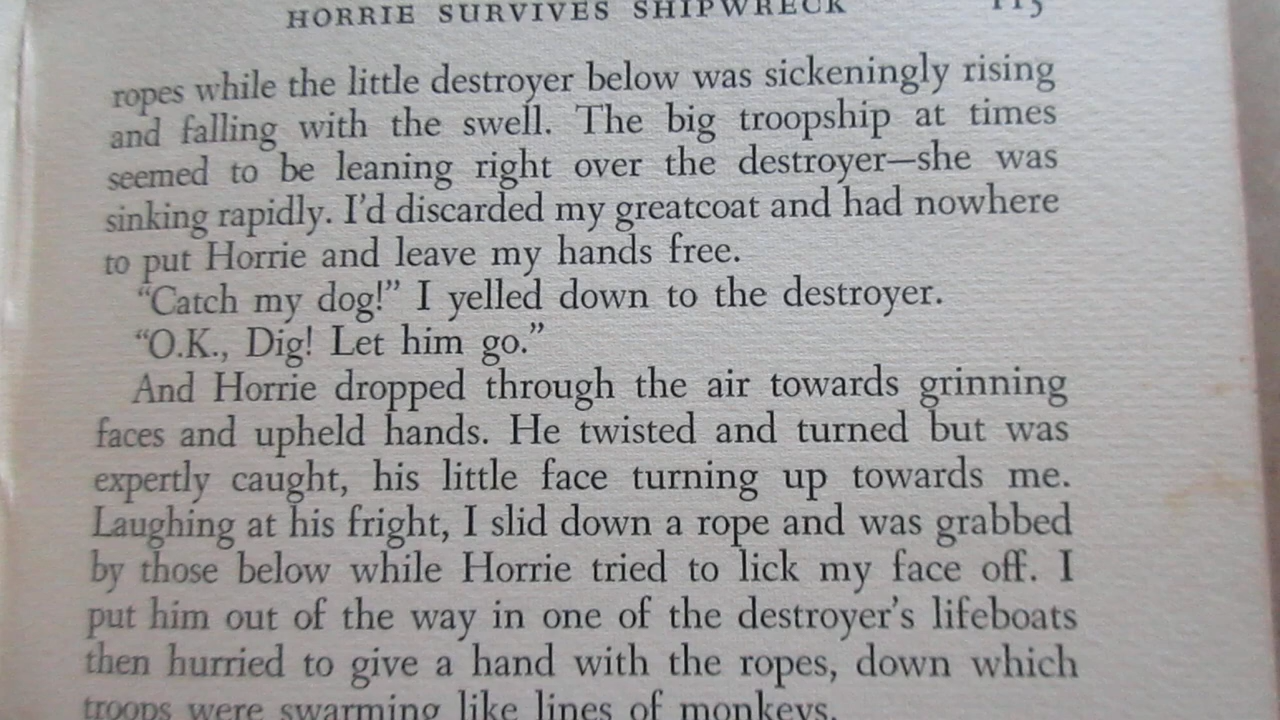 HORRIE SURVIVES SHIPWRECK 115
ropes while the little destroyer below was sickeningly rising
and falling with the swell. The big troopship at times
seemed to be leaning right over the destroyer—she was
sinking rapidly. I’d discarded my greatcoat and had nowhere
to put Horrie and leave my hands free.
“Catch my dog!” I yelled down to the destroyer.
“O.K., Dig! Let him go.”
And Horrie dropped through the air towards grinning
faces and upheld hands. He twisted and turned but was
expertly caught, his little face turning up towards me.
Laughing at his fright, I slid down a rope and was grabbed
by those below while Horrie tried to lick my face off. I
put him out of the way in one of the destroyer’s lifeboats
then hurried to give a hand with the ropes, down which
troops were swarming like lines of monkeys.